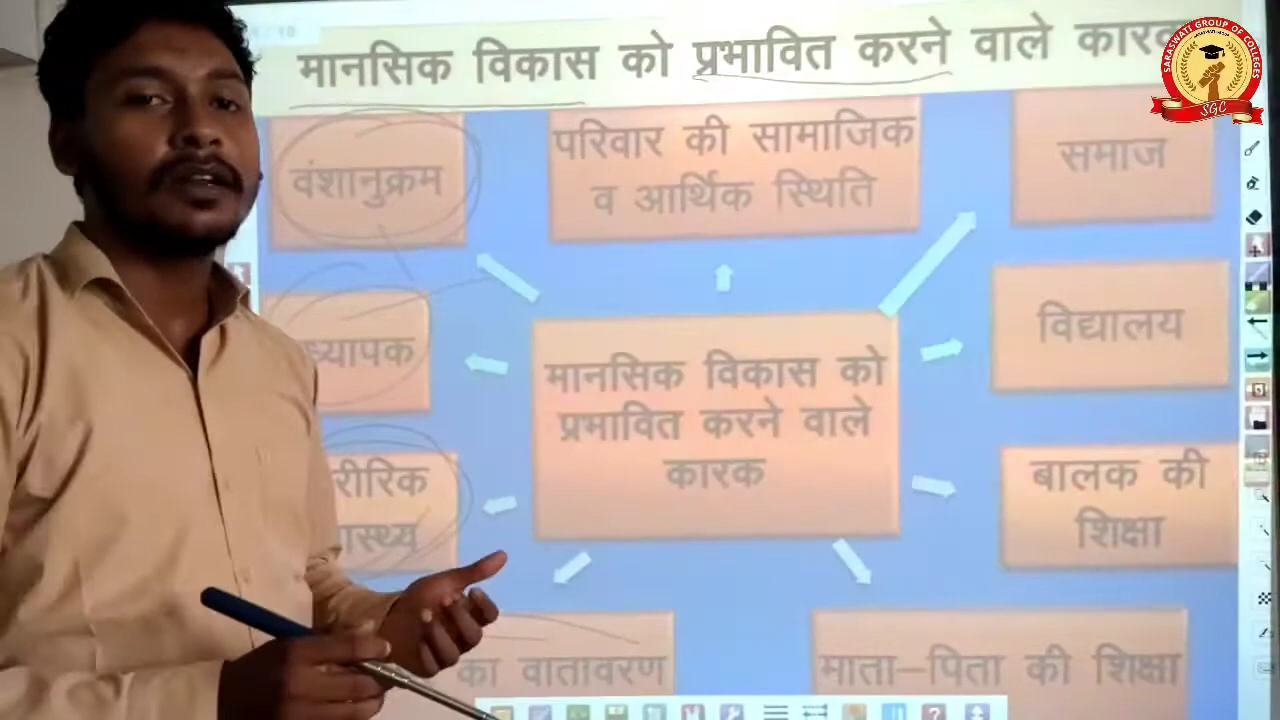 मानसिक विकास को प्रभावित करने वाले
SARASWATI GROUP OF COLLEGES
SGC
वंशानुक्रम
परिवार की सामाजिक
व आर्थिक स्थिति
समाज
ध्यापक
मानसिक विकास को
प्रभावित करने वाले
कारक
विद्यालय
रीरिक
ास्थ्य
बालक की
शिक्षा
का वातावरण
माता–पिता की शिक्षा